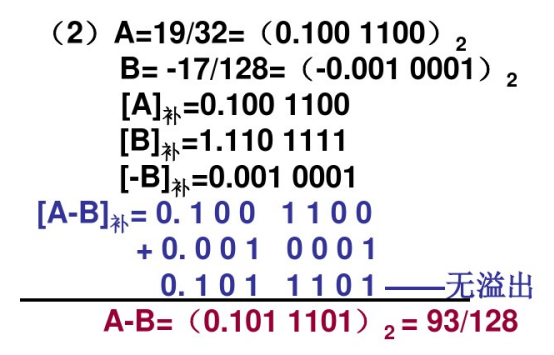 （2）A=19/32=（0.100 1100）2
B= -17/128=（-0.001 0001）2
[A]补=0.100 1100
[B]补=1.110 1111
[-B]补=0.001 0001
[A-B]补= 0. 1 0 0 1 1 0 0
+ 0. 0 0 1 0 0 0 1
0. 1 0 1 1 1 0 1 ——无溢出
A-B=（0.101 1101）2 = 93/128